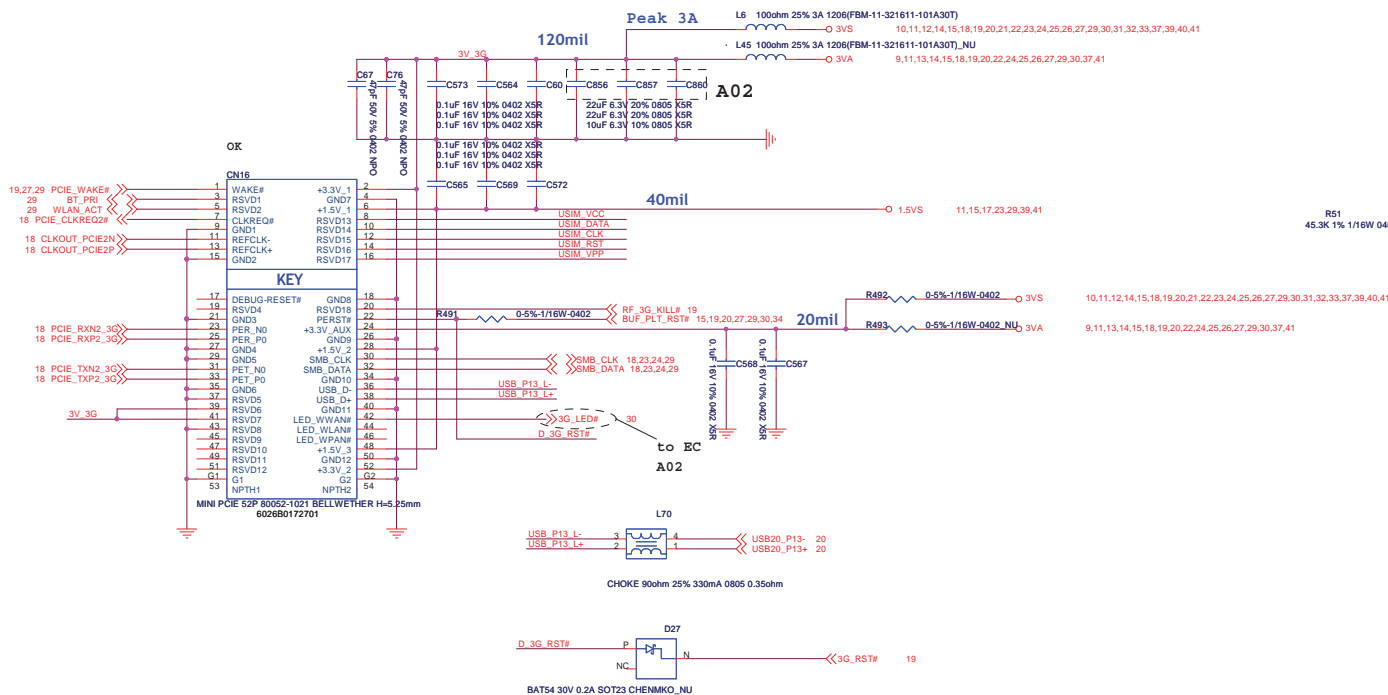 Peak 3A
L6 100ohm 25% 3A 1206(FBM-11-321611-101A30T)
3VS 10,11,12,14,15,18,19,20,21,22,23,24,25,26,27,29,30,31,32,33,37,39,40,41
120mil
L45 100ohm 25% 3A 1206(FBM-11-321611-101A30T)_NU
3V_3G
3VA 9,11,13,14,15,18,19,20,22,24,25,26,27,29,30,37,41
C67 C76 C573 C564 C60 C856 C857 C860
A02
47pF 50V 5% 0402 NPO
47pF 50V 5% 0402 NPO
0.1uF 16V 10% 0402 X5R 22uF 6.3V 20% 0805 X5R
0.1uF 16V 10% 0402 X5R 22uF 6.3V 20% 0805 X5R
0.1uF 16V 10% 0402 X5R 10uF 6.3V 10% 0805 X5R
OK
0.1uF 16V 10% 0402 X5R
0.1uF 16V 10% 0402 X5R
0.1uF 16V 10% 0402 X5R
CN16
C565 C569 C572
19,27,29 PCIE_WAKE# 1 WAKE# +3.3V_1 2
29 BT_PRI 3 RSVD1 GND7 4
40mil
29 WLAN_ACT 5 RSVD2 +1.5V_1 6
1.5VS 11,15,17,23,29,39,41
18 PCIE_CLKREQ2# 7 CLKREQ# RSVD13 8 USIM_VCC
9 GND1 RSVD14 10 USIM_DATA
18 CLKOUT_PCIE2N 11 REFCLK- RSVD15 12 USIM_CLK
18 CLKOUT_PCIE2P 13 REFCLK+ RSVD16 14 USIM_RST
15 GND2 RSVD17 16 USIM_VPP
R51
45.3K 1% 1/16W 040
KEY
17 DEBUG-RESET# GND8 18
19 RSVD4 RSVD18 20 RF_3G_KILL# 19
21 GND3 PERST# 22 R491 0-5%-1/16W-0402 BUF_PLT_RST# 15,19,20,27,29,30,34
R492 0-5%-1/16W-0402 3VS 10,11,12,14,15,18,19,20,21,22,23,24,25,26,27,29,30,31,32,33,37,39,40,41
20mil
18 PCIE_RXN2_3G 23 PER_N0 +3.3V_AUX 24
R493 0-5%-1/16W-0402_NU 3VA 9,11,13,14,15,18,19,20,22,24,25,26,27,29,30,37,41
18 PCIE_RXP2_3G 25 PER_P0 GND9 26
27 GND4 +1.5V_2 28
29 GND5 SMB_CLK 30 SMB_CLK 18,23,24,29
18 PCIE_TXN2_3G 31 PET_N0 SMB_DATA 32 SMB_DATA 18,23,24,29
18 PCIE_TXP2_3G 33 PET_P0 GND10 34
0.1uF 16V 10% 0402 X5R C568
0.1uF 16V 10% 0402 X5R C567
35 GND6 USB_D- 36 USB_P13_L-
37 RSVD5 USB_D+ 38 USB_P13_L+
39 RSVD6 GND11 40
3V_3G 41 RSVD7 LED_WWAN# 42 3G_LED# 30
43 RSVD8 LED_WLAN# 44
45 RSVD9 LED_WPAN# 46 D_3G_RST#
47 RSVD10 +1.5V_3 48
49 RSVD11 GND12 50
51 RSVD12 +3.3V_2 52
G1 G1 G2 G2
53 NPTH1 NPTH2 54
to EC
A02
MINI PCIE 52P 80052-1021 BELLWETHER H=5.25mm
6026B0172701
L70
USB_P13_L- 3 4 USB20_P13- 20
USB_P13_L+ 2 1 USB20_P13+ 20
CHOKE 90ohm 25% 330mA 0805 0.35ohm
D27
D_3G_RST# P N 3G_RST# 19
NC
BAT54 30V 0.2A SOT23 CHENMKO_NU